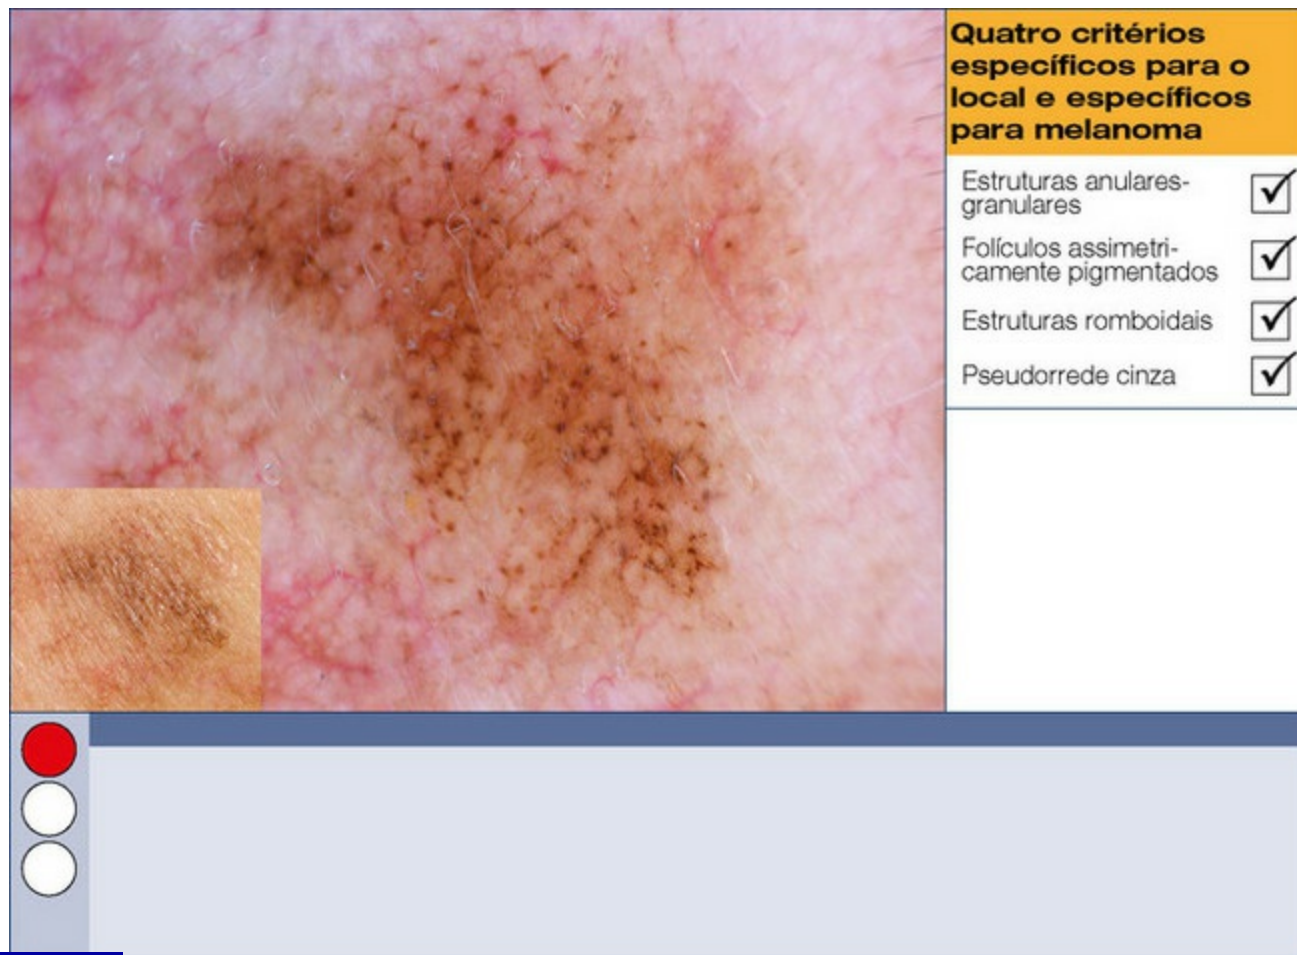 Quatro critérios
específicos para o
local e específicos
para melanoma
Estruturas anulares-
granulares
Folículos assimetri-
camente pigmentados
Estruturas romboidais
Pseudorrede cinza